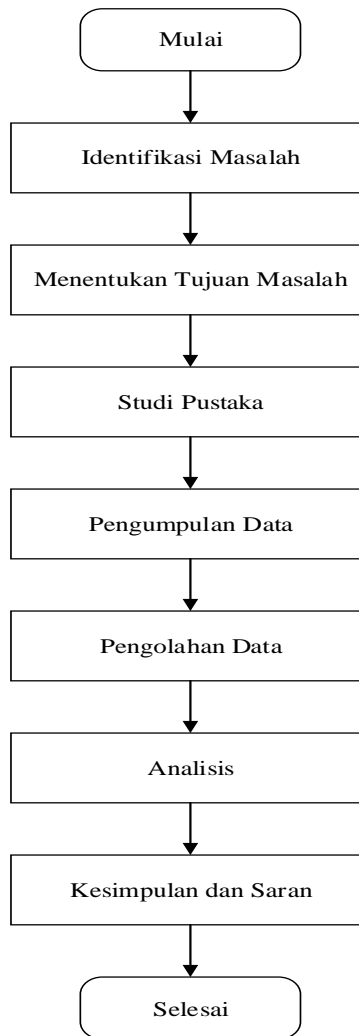 Mulai
Identifikasi Masalah
Menentukan Tujuan Masalah
Studi Pustaka
Pengumpulan Data
Pengolahan Data
Analisis
Kesimpulan dan Saran
Selesai